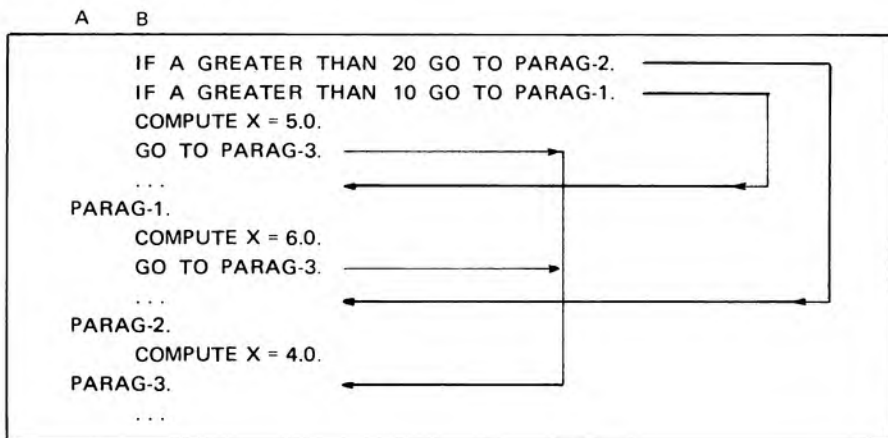 A B
IF A GREATER THAN 20 GO TO PARAG-2.
IF A GREATER THAN 10 GO TO PARAG-1.
COMPUTE X = 5.0.
GO TO PARAG-3.
...
PARAG-1.
COMPUTE X = 6.0.
GO TO PARAG-3.
...
PARAG-2.
COMPUTE X = 4.0.
PARAG-3.
...